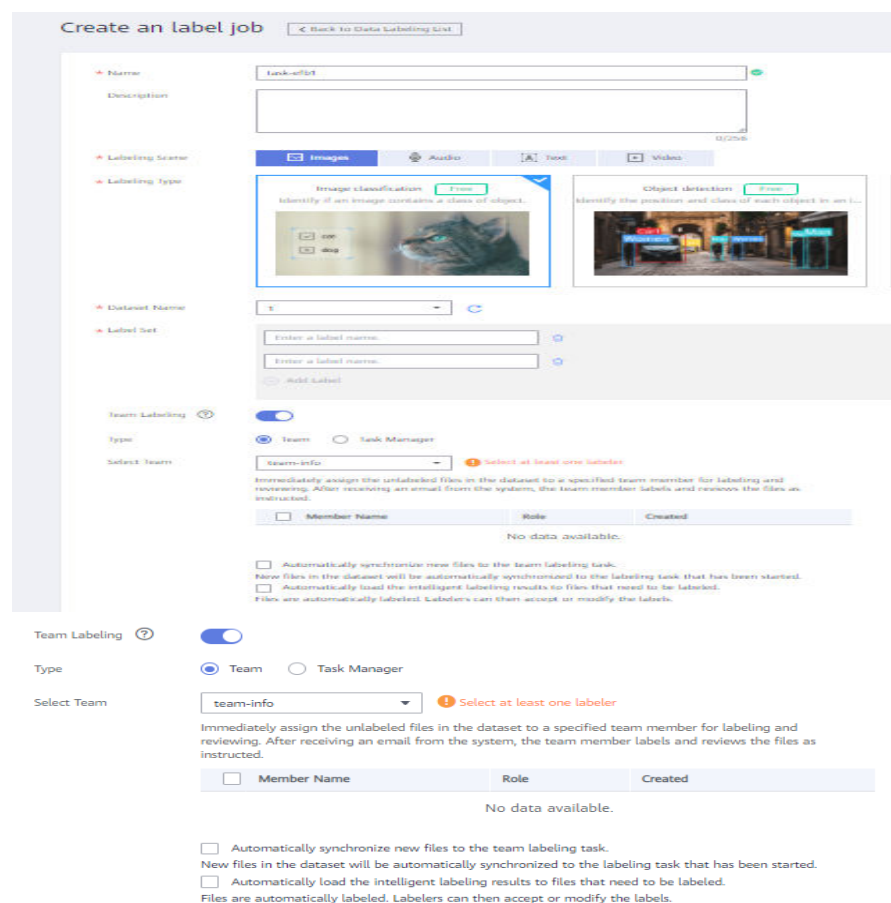 Create an label job
< Back to Data Labeling List
* Name
task-efb1
Description
0/256
* Labeling Scene
Images
Audio
Text
Video
* Labeling Type
Image classification
Free
Identify if an image contains a class of object.
cat
dog
Object detection
Free
Identify the position and class of each object in an i...
Women
Man
* Dataset Name
t
* Label Set
Enter a label name.
Enter a label name.
Add Label
Team Labeling ?
Type
Team
Task Manager
Select Team
team-info
! Select at least one labeler
Immediately assign the unlabeled files in the dataset to a specified team member for labeling and
reviewing. After receiving an email from the system, the team member labels and reviews the files as
instructed.
Member Name Role Created
No data available.
Automatically synchronize new files to the team labeling task.
New files in the dataset will be automatically synchronized to the labeling task that has been started.
Automatically load the intelligent labeling results to files that need to be labeled.
Files are automatically labeled. Labelers can then accept or modify the labels.
Team Labeling ?
Type
Team
Task Manager
Select Team
team-info
! Select at least one labeler
Immediately assign the unlabeled files in the dataset to a specified team member for labeling and
reviewing. After receiving an email from the system, the team member labels and reviews the files as
instructed.
Member Name Role Created
No data available.
Automatically synchronize new files to the team labeling task.
New files in the dataset will be automatically synchronized to the labeling task that has been started.
Automatically load the intelligent labeling results to files that need to be labeled.
Files are automatically labeled. Labelers can then accept or modify the labels.